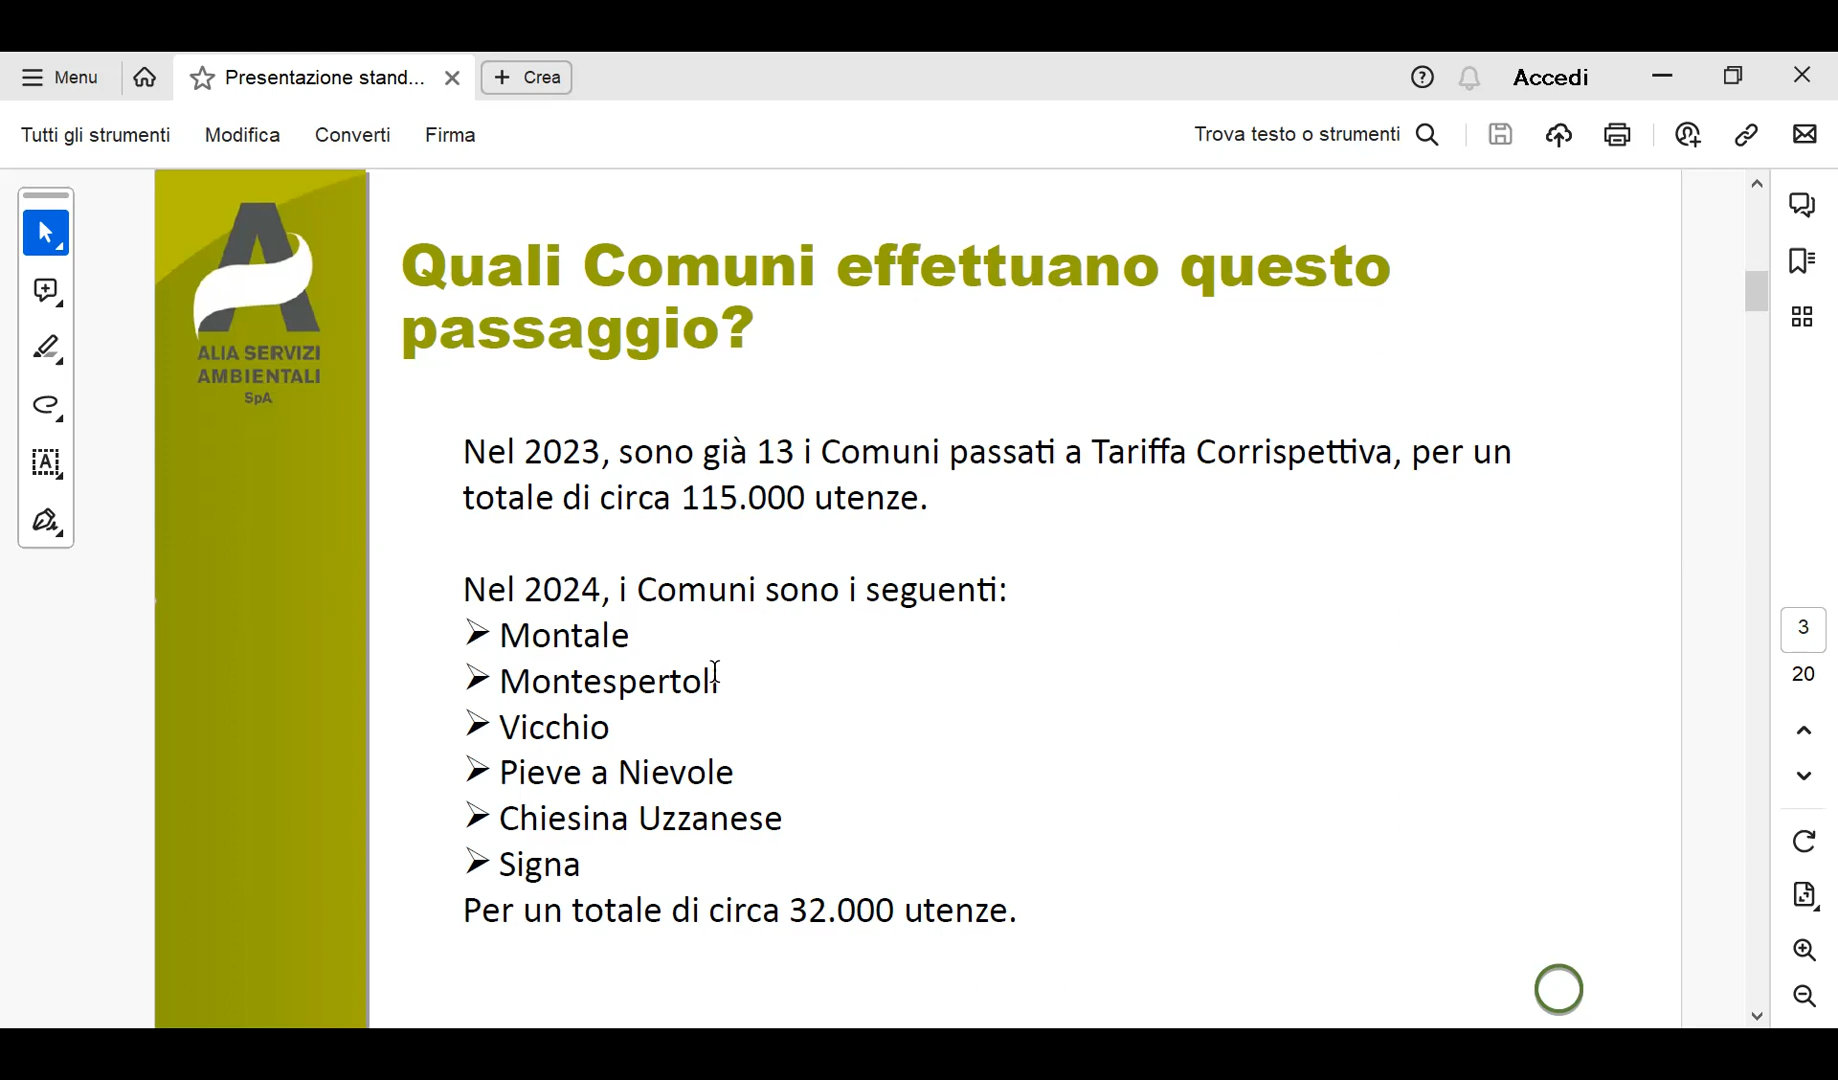 Menu
Presentazione stand...
Crea
Accedi
Tutti gli strumenti
Modifica
Converti
Firma
Trova testo o strumenti
ALIA SERVIZI
AMBIENTALI
SpA
Quali Comuni effettuano questo
passaggio?
Nel 2023, sono già 13 i Comuni passati a Tariffa Corrispettiva, per un
totale di circa 115.000 utenze.
Nel 2024, i Comuni sono i seguenti:
Montale
Montespertoli
Vicchio
Pieve a Nievole
Chiesina Uzzanese
Signa
Per un totale di circa 32.000 utenze.
3
20